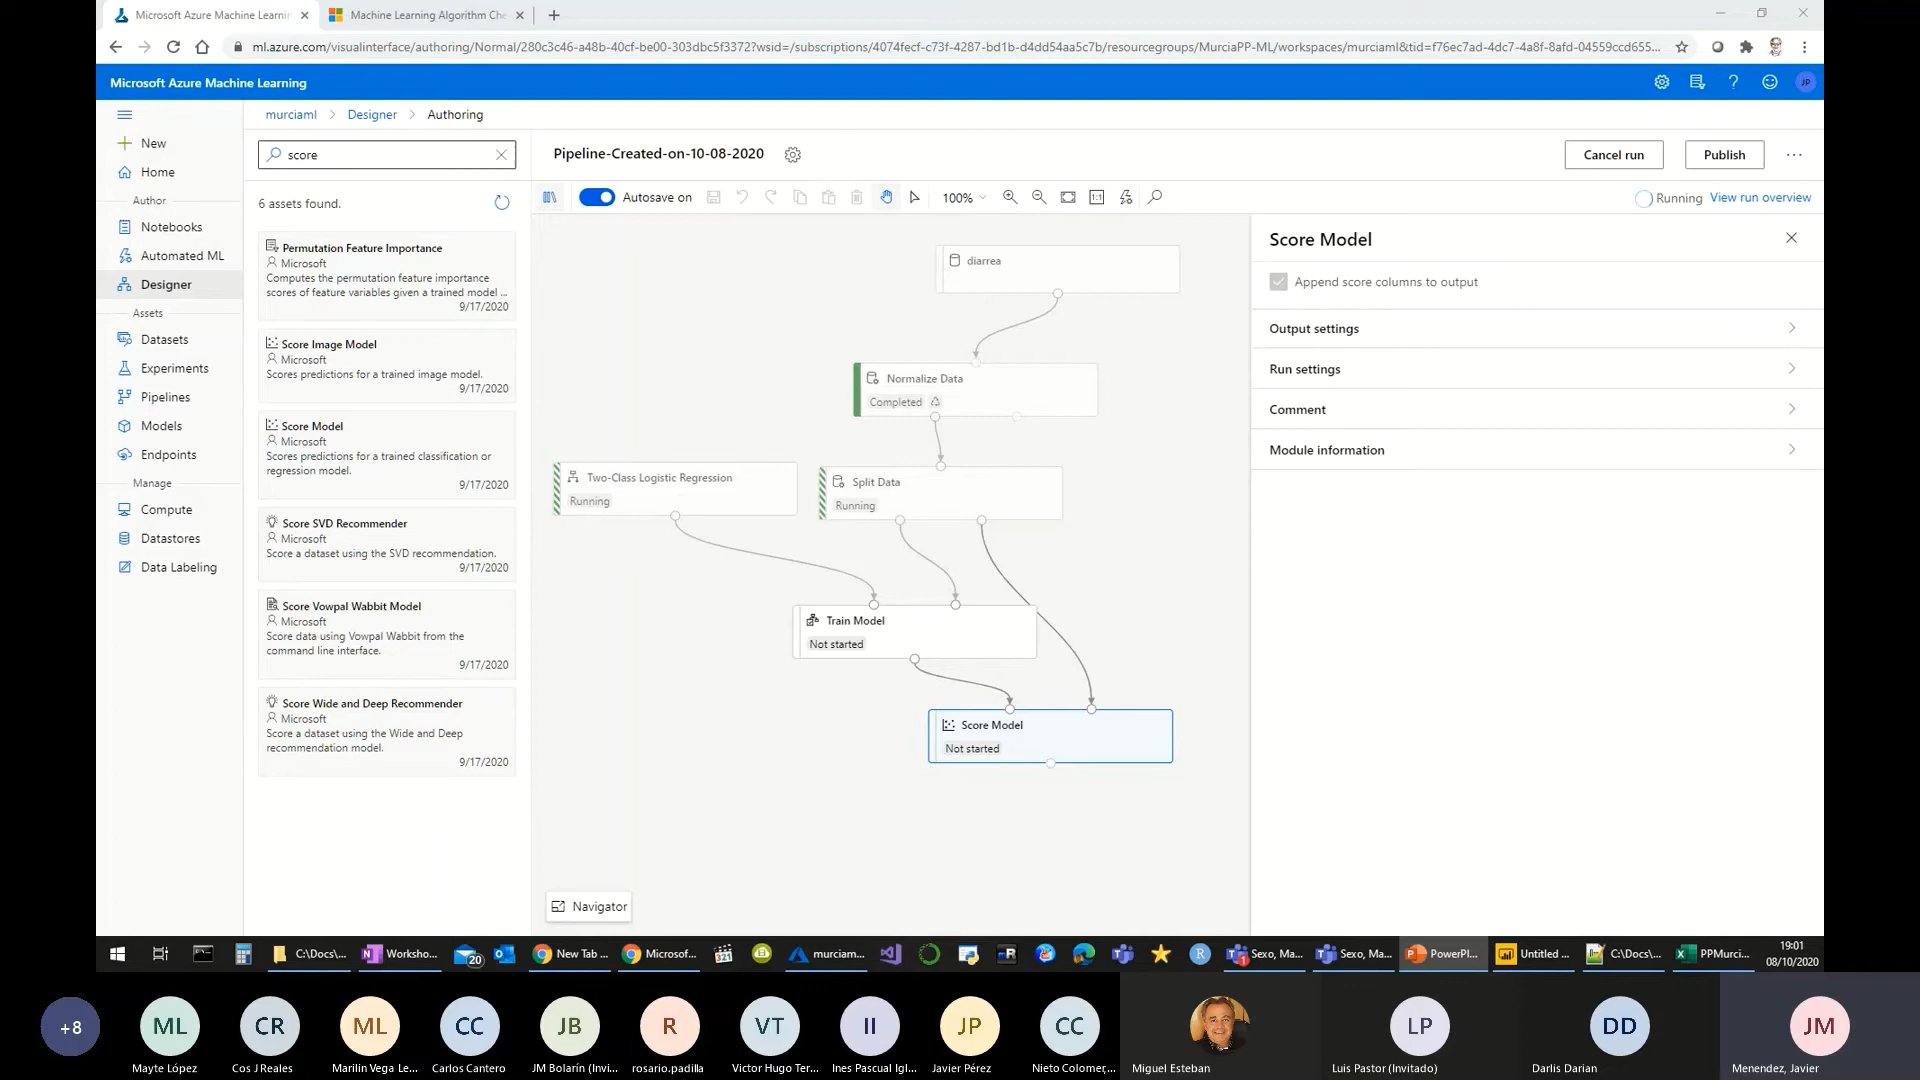 Microsoft Azure Machine Learnin
Machine Learning Algorithm Che
ml.azure.com/visualinterface/authoring/Normal/280c3c46-a48b-40cf-be00-303dbc5f3372?wsid=/subscriptions/4074fecf-c73f-4287-bd1b-d4dd54aa5c7b/resourcegroups/MurciaPP-ML/workspaces/murciaml&tid=f76ec7ad-4dc7-4a8f-8afd-04559ccd655...
Microsoft Azure Machine Learning
JP
murciaml > Designer > Authoring
New
Home
Author
Notebooks
Automated ML
Designer
Assets
Datasets
Experiments
Pipelines
Models
Endpoints
Manage
Compute
Datastores
Data Labeling
score
6 assets found.
Permutation Feature Importance
Microsoft
Computes the permutation feature importance
scores of feature variables given a trained model ...
9/17/2020
Score Image Model
Microsoft
Scores predictions for a trained image model.
9/17/2020
Score Model
Microsoft
Scores predictions for a trained classification or
regression model.
9/17/2020
Score SVD Recommender
Microsoft
Score a dataset using the SVD recommendation.
9/17/2020
Score Vowpal Wabbit Model
Microsoft
Score data using Vowpal Wabbit from the
command line interface.
9/17/2020
Score Wide and Deep Recommender
Microsoft
Score a dataset using the Wide and Deep
recommendation model.
9/17/2020
Pipeline-Created-on-10-08-2020
Cancel run
Publish
Autosave on
100%
1:1
Running
View run overview
diarrea
Normalize Data
Completed
Two-Class Logistic Regression
Running
Split Data
Running
Train Model
Not started
Score Model
Not started
Navigator
Score Model
Append score columns to output
Output settings
Run settings
Comment
Module information
20
C:\Docs\...
Worksho...
New Tab ...
Microsof...
321
murciam...
R
R
1
Sexo, Ma...
Sexo, Ma...
PowerPl...
Untitled ...
C:\Docs\...
PPMurci...
19:01
08/10/2020
+8
ML
CR
ML
CC
JB
R
VT
II
JP
CC
LP
DD
JM
Mayte López
Cos J Reales
Marilin Vega Le...
Carlos Cantero
JM Bolarín (Invi...
rosario.padilla
Victor Hugo Ter...
Ines Pascual Igl...
Javier Pérez
Nieto Colomer,...
Miguel Esteban
Luis Pastor (Invitado)
Darlis Darian
Menendez, Javier